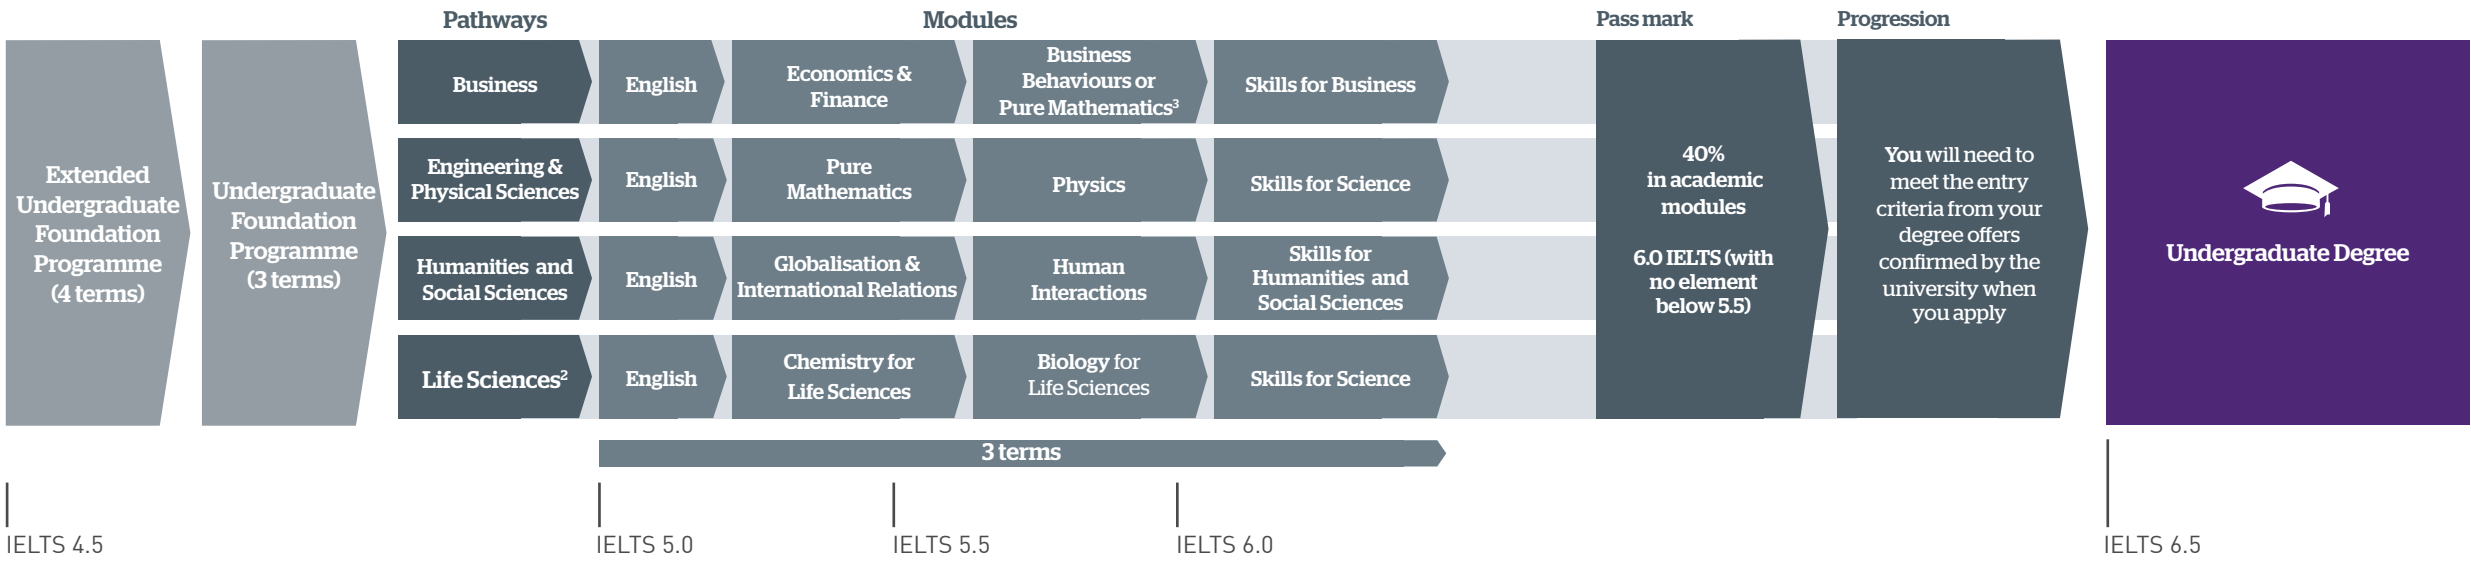 Pathways
Modules
Pass mark
Progression
Extended
Undergraduate
Foundation
Programme
(4 terms)
Undergraduate
Foundation
Programme
(3 terms)
Business
English
Economics &
Finance
Business
Behaviours or
Pure Mathematics³
Skills for Business
Engineering &
Physical Sciences
English
Pure
Mathematics
Physics
Skills for Science
Humanities and
Social Sciences
English
Globalisation &
International Relations
Human
Interactions
Skills for
Humanities and
Social Sciences
Life Sciences²
English
Chemistry for
Life Sciences
Biology for
Life Sciences
Skills for Science
3 terms
40%
in academic
modules
6.0 IELTS (with
no element
below 5.5)
You will need to
meet the entry
criteria from your
degree offers
confirmed by the
university when
you apply
Undergraduate Degree
IELTS 4.5
IELTS 5.0
IELTS 5.5
IELTS 6.0
IELTS 6.5